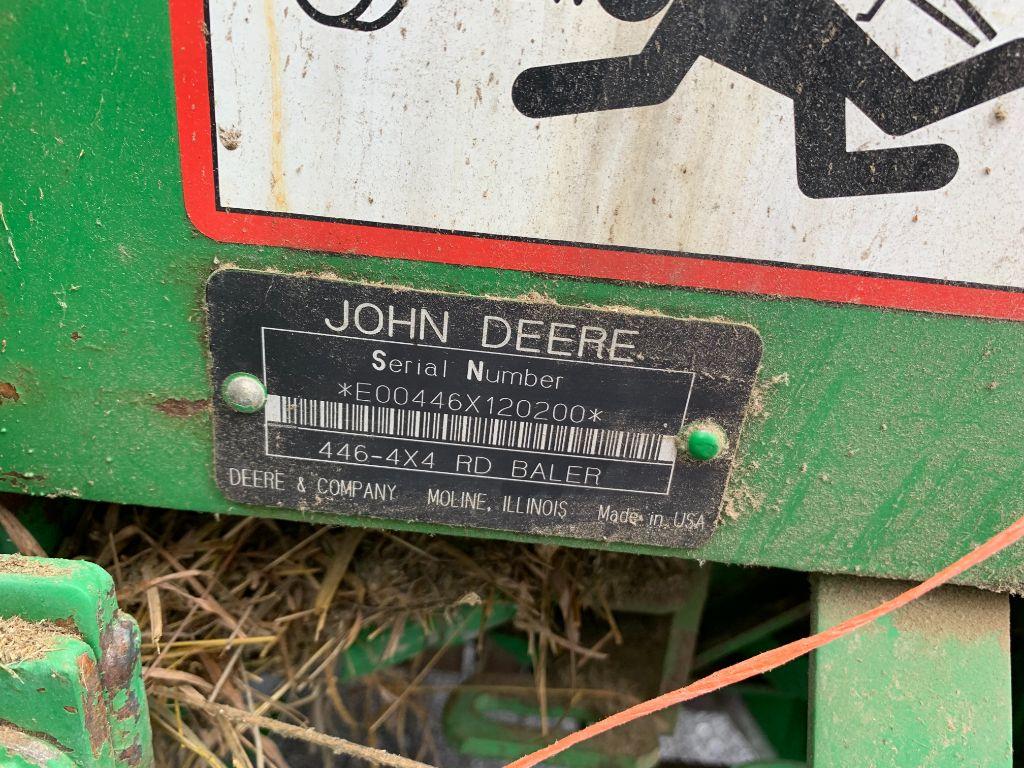 JOHN DEERE
Serial Number
*E00446X120200*
446-4X4 RD BALER
DEERE & COMPANY MOLINE, ILLINOIS Made in USA